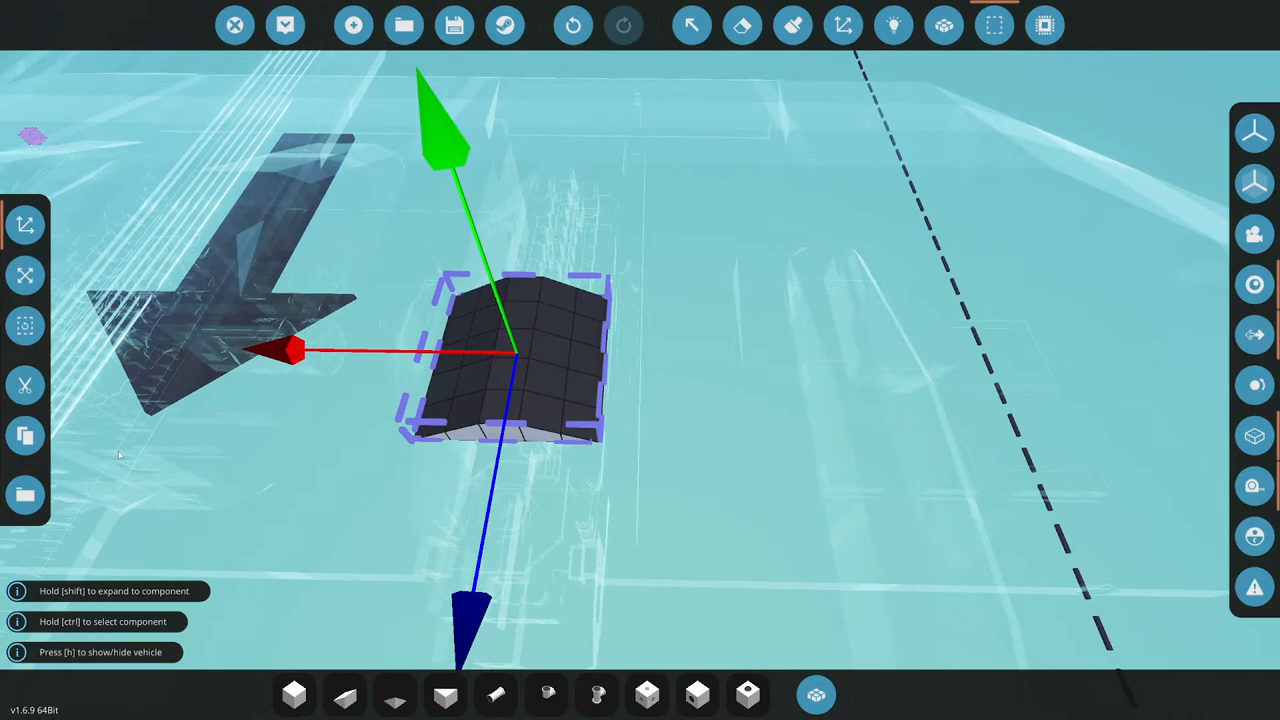 Hold [shift] to expand to component
Hold [ctrl] to select component
Press [h] to show/hide vehicle
v1.6.9 64Bit